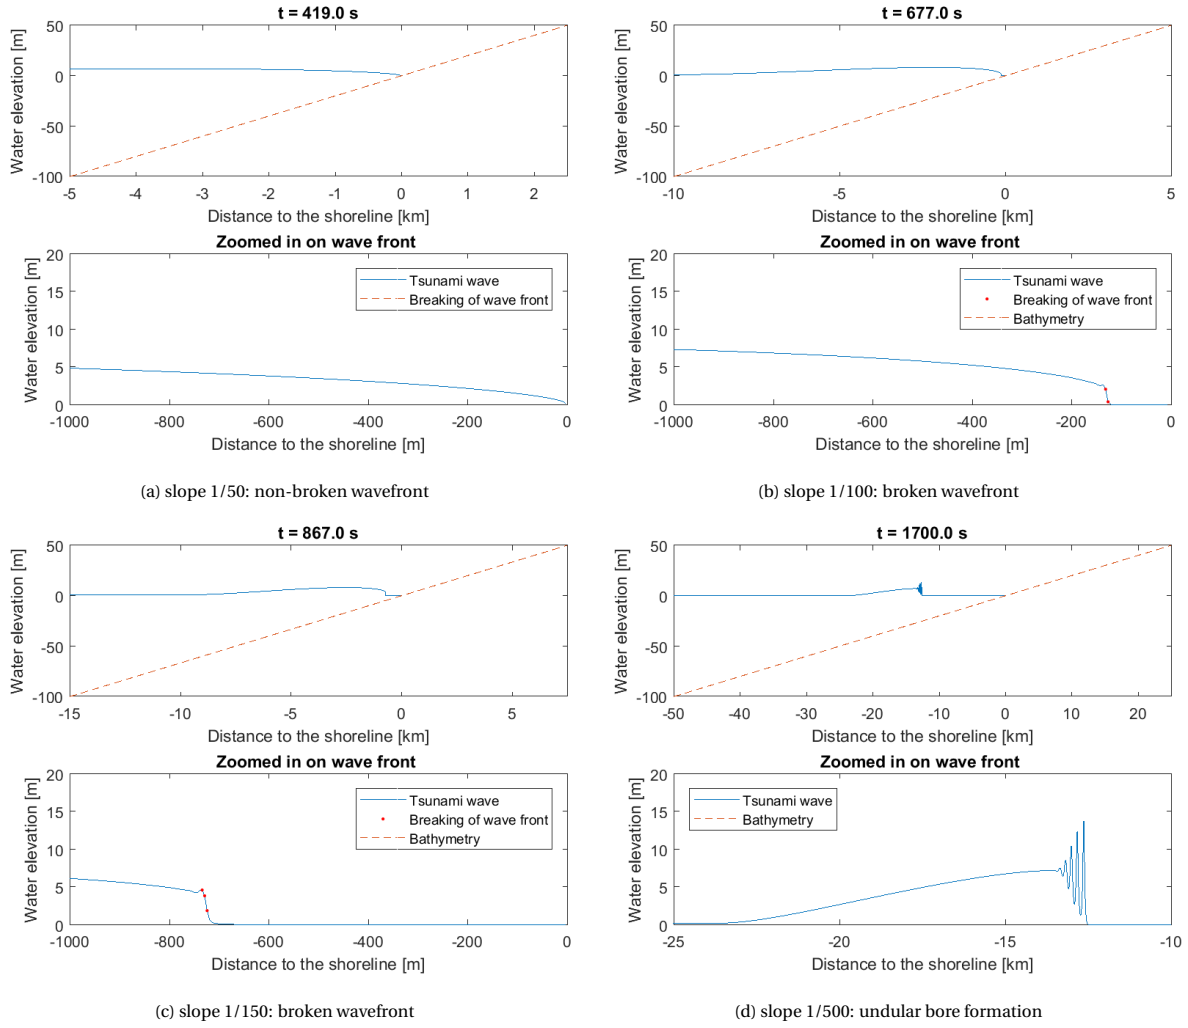 t = 419.0 s
Water elevation [m]
50
0
-50
-100
-5
-4
-3
-2
-1
0
1
2
Distance to the shoreline [km]
Zoomed in on wave front
Water elevation [m]
20
15
10
5
0
Tsunami wave
Breaking of wave front
-1000
-800
-600
-400
-200
0
Distance to the shoreline [m]
(a) slope 1/50: non-broken wavefront
t = 677.0 s
Water elevation [m]
50
0
-50
-100
-10
-5
0
5
Distance to the shoreline [km]
Zoomed in on wave front
Water elevation [m]
20
15
10
5
0
Tsunami wave
Breaking of wave front
Bathymetry
-1000
-800
-600
-400
-200
0
Distance to the shoreline [m]
(b) slope 1/100: broken wavefront
t = 867.0 s
Water elevation [m]
50
0
-50
-100
-15
-10
-5
0
5
Distance to the shoreline [km]
Zoomed in on wave front
Water elevation [m]
20
15
10
5
0
Tsunami wave
Breaking of wave front
Bathymetry
-1000
-800
-600
-400
-200
0
Distance to the shoreline [m]
(c) slope 1/150: broken wavefront
t = 1700.0 s
Water elevation [m]
50
0
-50
-100
-50
-40
-30
-20
-10
0
10
20
Distance to the shoreline [km]
Zoomed in on wave front
Water elevation [m]
20
15
10
5
0
Tsunami wave
Bathymetry
-25
-20
-15
-10
Distance to the shoreline [km]
(d) slope 1/500: undular bore formation